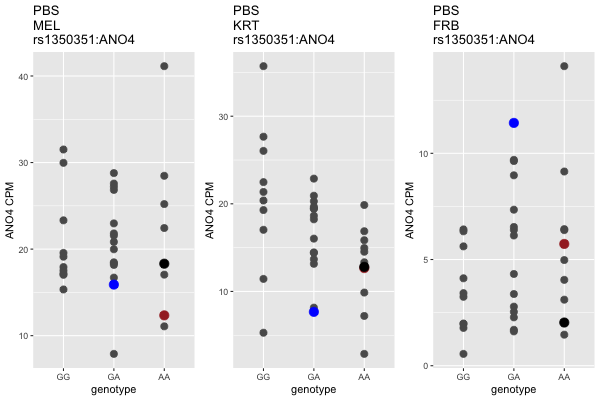 PBS
MEL
rs1350351:ANO4
ANO4 CPM
40
30
20
10
GG
GA
AA
genotype
PBS
KRT
rs1350351:ANO4
ANO4 CPM
30
20
10
GG
GA
AA
genotype
PBS
FRB
rs1350351:ANO4
ANO4 CPM
10
5
0
GG
GA
AA
genotype